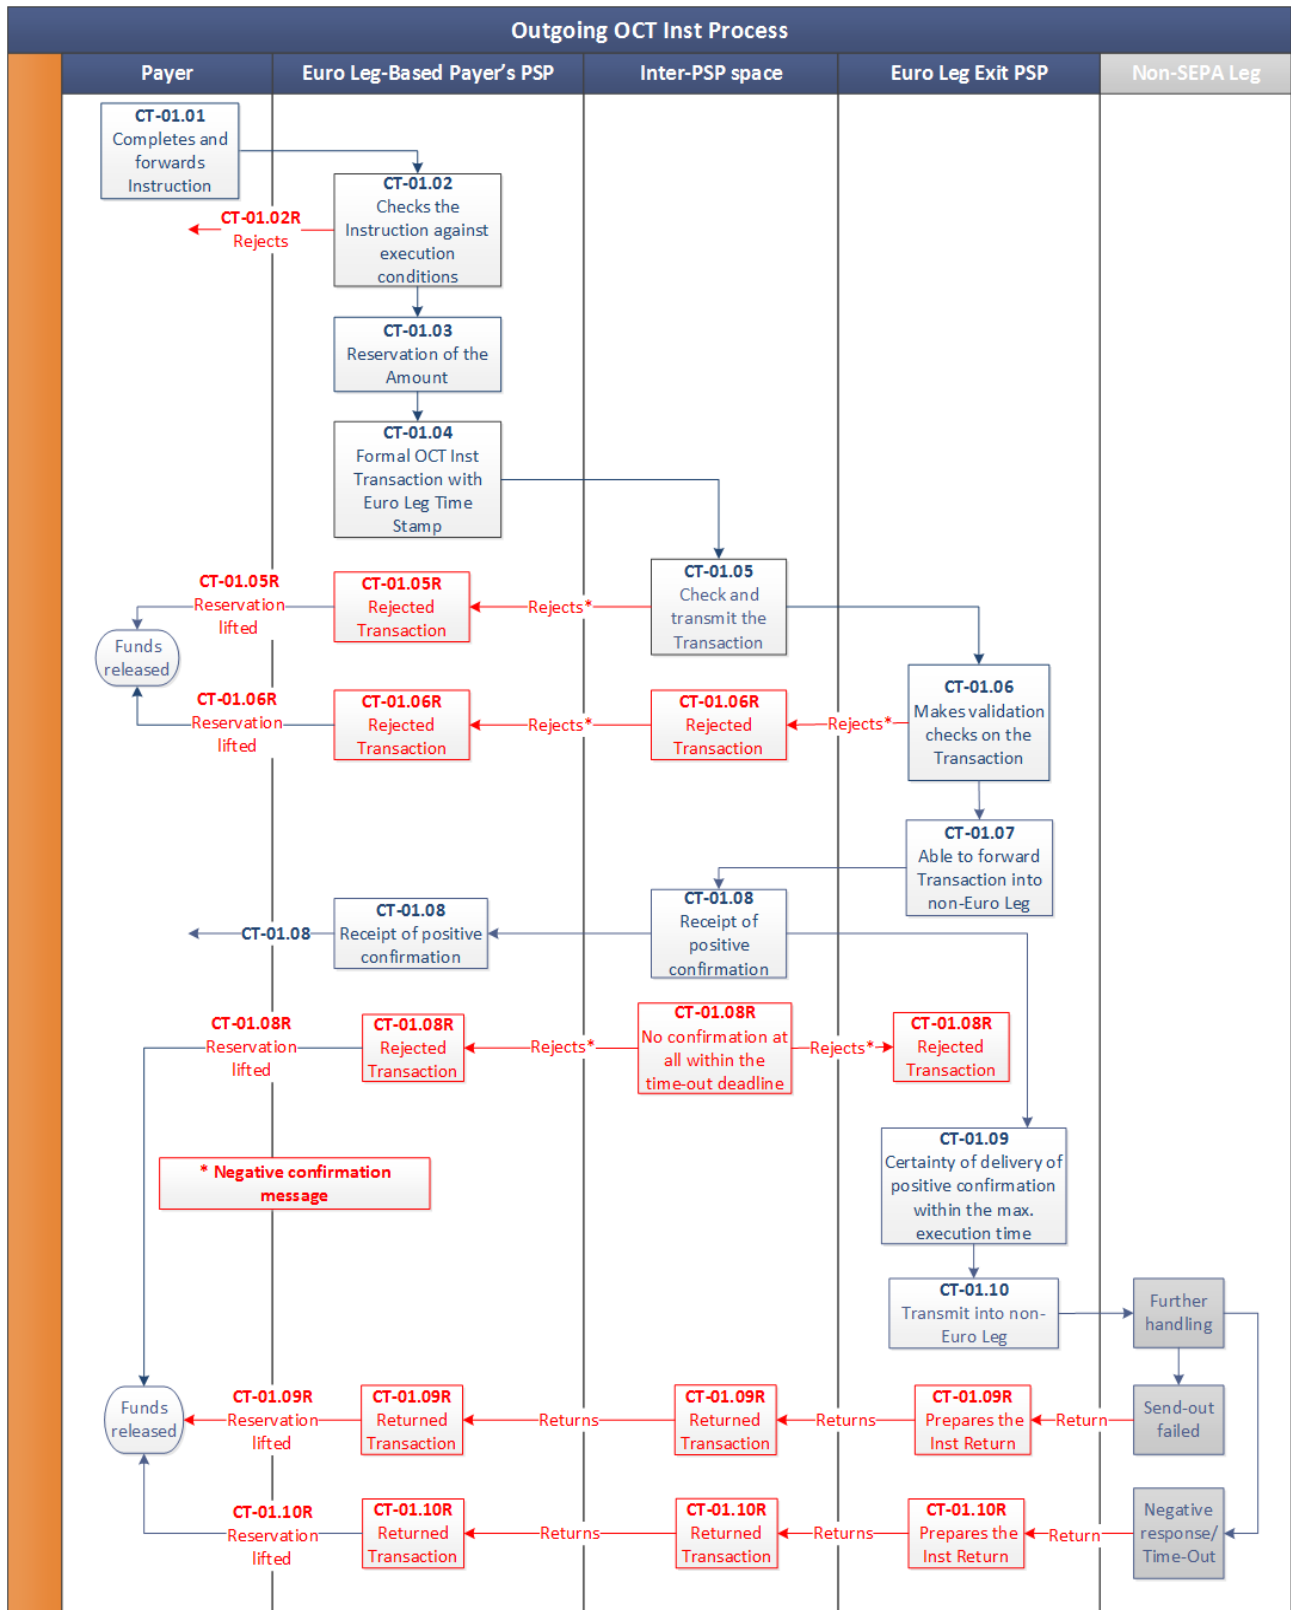 Outgoing OCT Inst Process
Payer
Euro Leg-Based Payer's PSP
Inter-PSP space
Euro Leg Exit PSP
Non-SEPA Leg
CT-01.01
Completes and
forwards
Instruction
CT-01.02
Checks the
Instruction against
execution
conditions
CT-01.02R
Rejects
CT-01.03
Reservation of the
Amount
CT-01.04
Formal OCT Inst
Transaction with
Euro Leg Time
Stamp
CT-01.05
Check and
transmit the
Transaction
Rejects*
CT-01.05R
Rejected
Transaction
CT-01.05R
Reservation
lifted
Funds
released
CT-01.06
Makes validation
checks on the
Transaction
Rejects*
CT-01.06R
Rejected
Transaction
Rejects*
CT-01.06R
Rejected
Transaction
CT-01.06R
Reservation
lifted
CT-01.07
Able to forward
Transaction into
non-Euro Leg
CT-01.08
Receipt of
positive
confirmation
CT-01.08
Receipt of positive
confirmation
CT-01.08
CT-01.08R
No confirmation at
all within the
time-out deadline
Rejects*
CT-01.08R
Rejected
Transaction
Rejects*
CT-01.08R
Rejected
Transaction
CT-01.08R
Reservation
lifted
* Negative confirmation
message
CT-01.09
Certainty of delivery of
positive confirmation
within the max.
execution time
CT-01.10
Transmit into non-
Euro Leg
Further
handling
Send-out
failed
Return
CT-01.09R
Prepares the
Inst Return
Returns
CT-01.09R
Returned
Transaction
Returns
CT-01.09R
Returned
Transaction
CT-01.09R
Reservation
lifted
Funds
released
Negative
response/
Time-Out
Return
CT-01.10R
Prepares the
Inst Return
Returns
CT-01.10R
Returned
Transaction
Returns
CT-01.10R
Returned
Transaction
CT-01.10R
Reservation
lifted